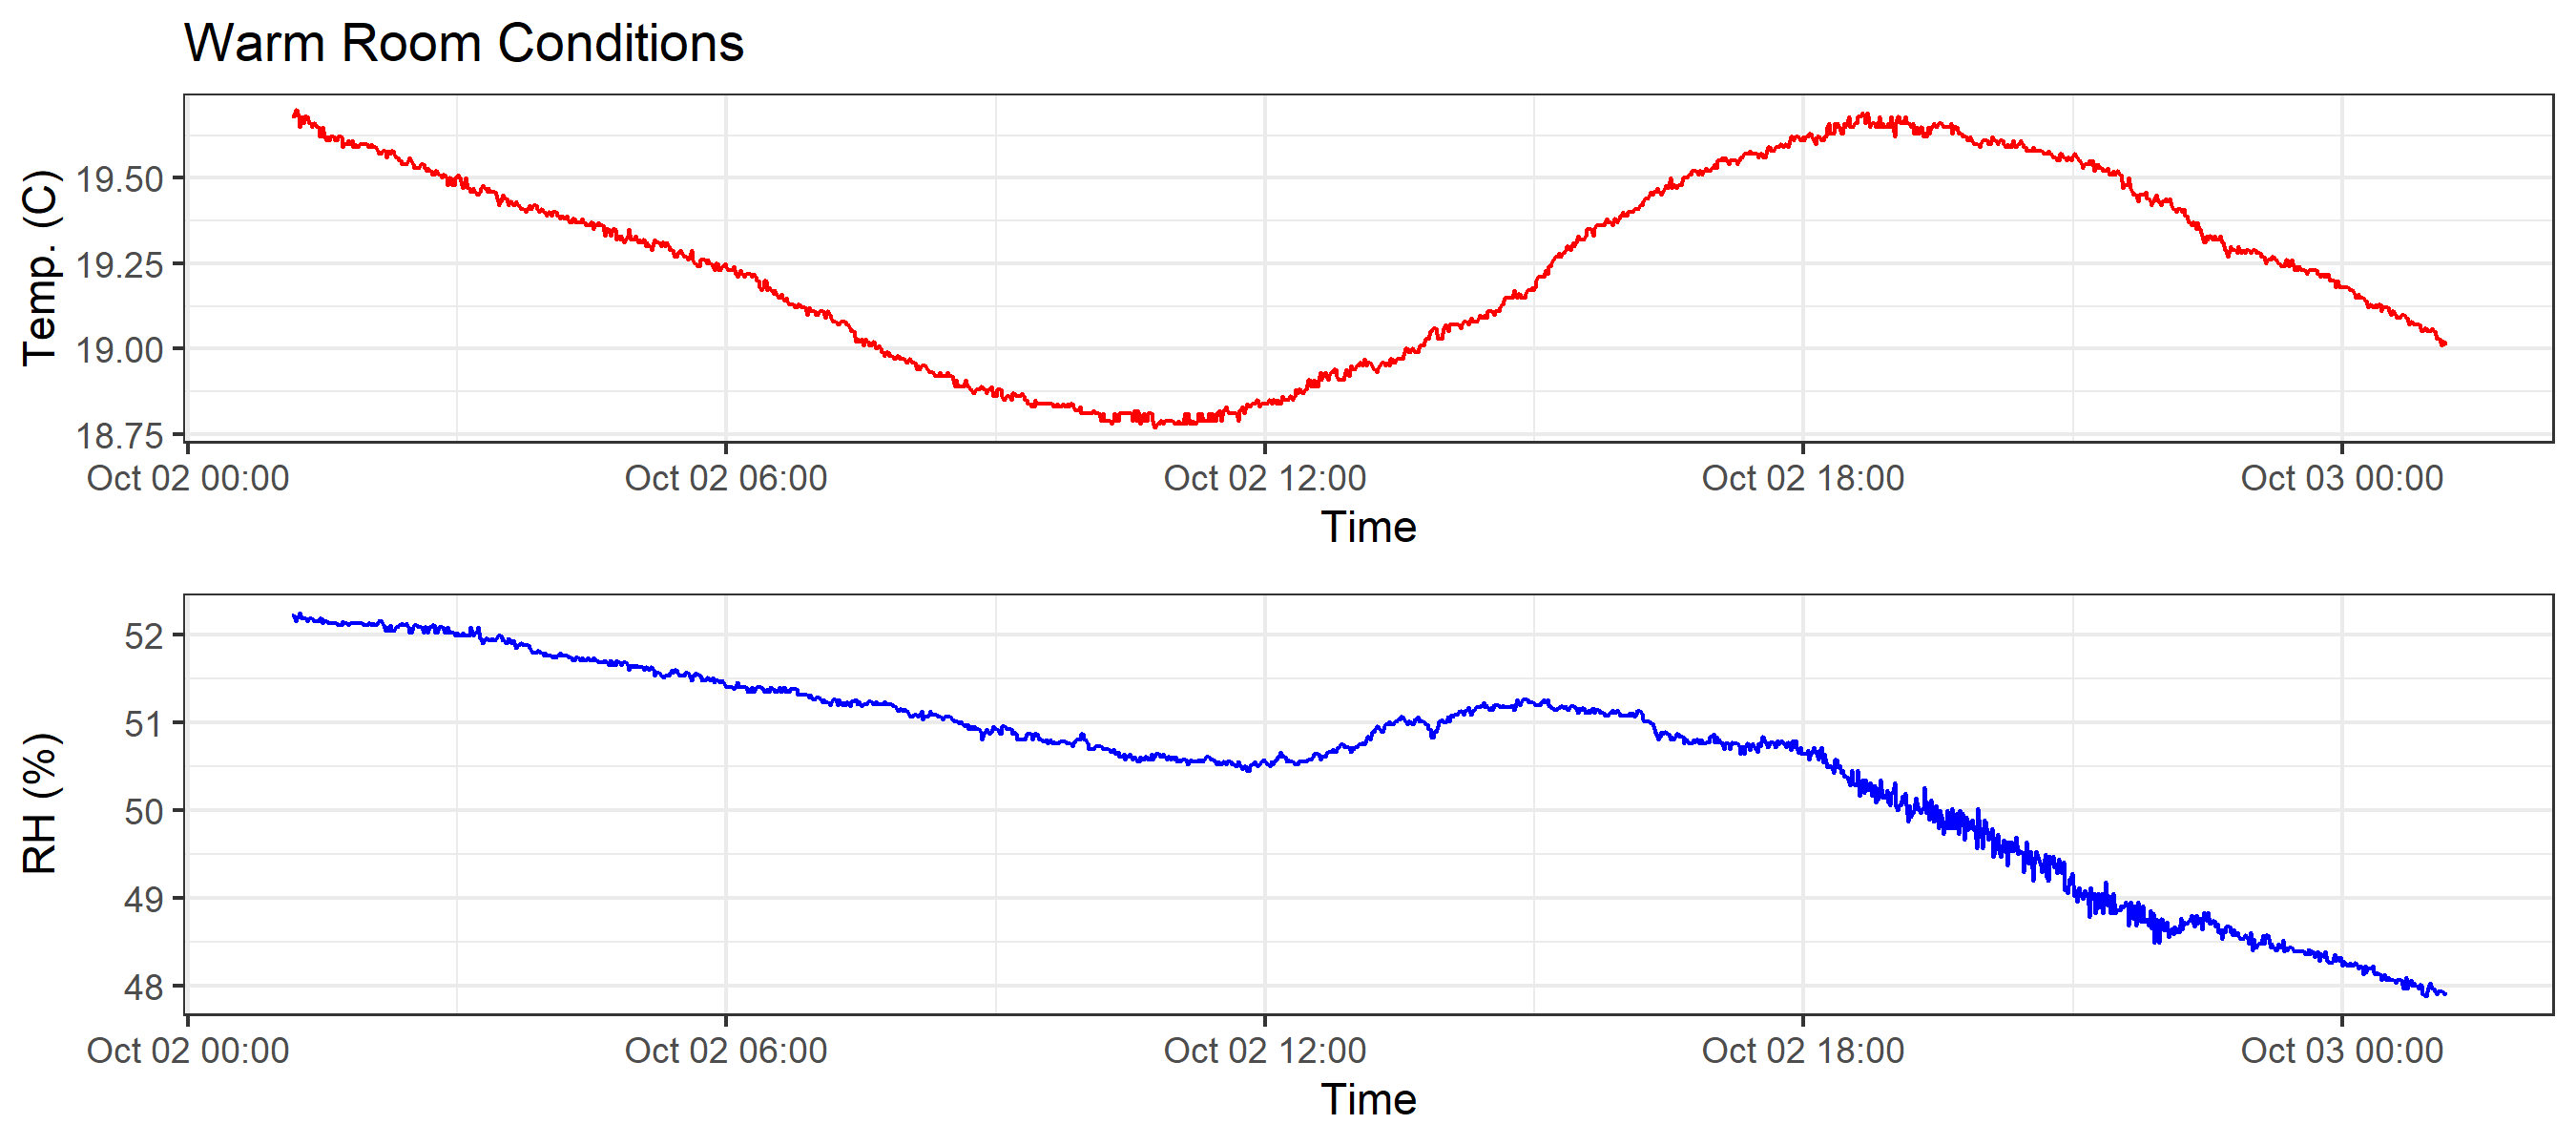 Warm Room Conditions
Temp. (C)
19.50
19.25
19.00
18.75
Oct 02 00:00 Oct 02 06:00 Oct 02 12:00 Oct 02 18:00 Oct 03 00:00
Time
RH (%)
52
51
50
49
48
Oct 02 00:00 Oct 02 06:00 Oct 02 12:00 Oct 02 18:00 Oct 03 00:00
Time